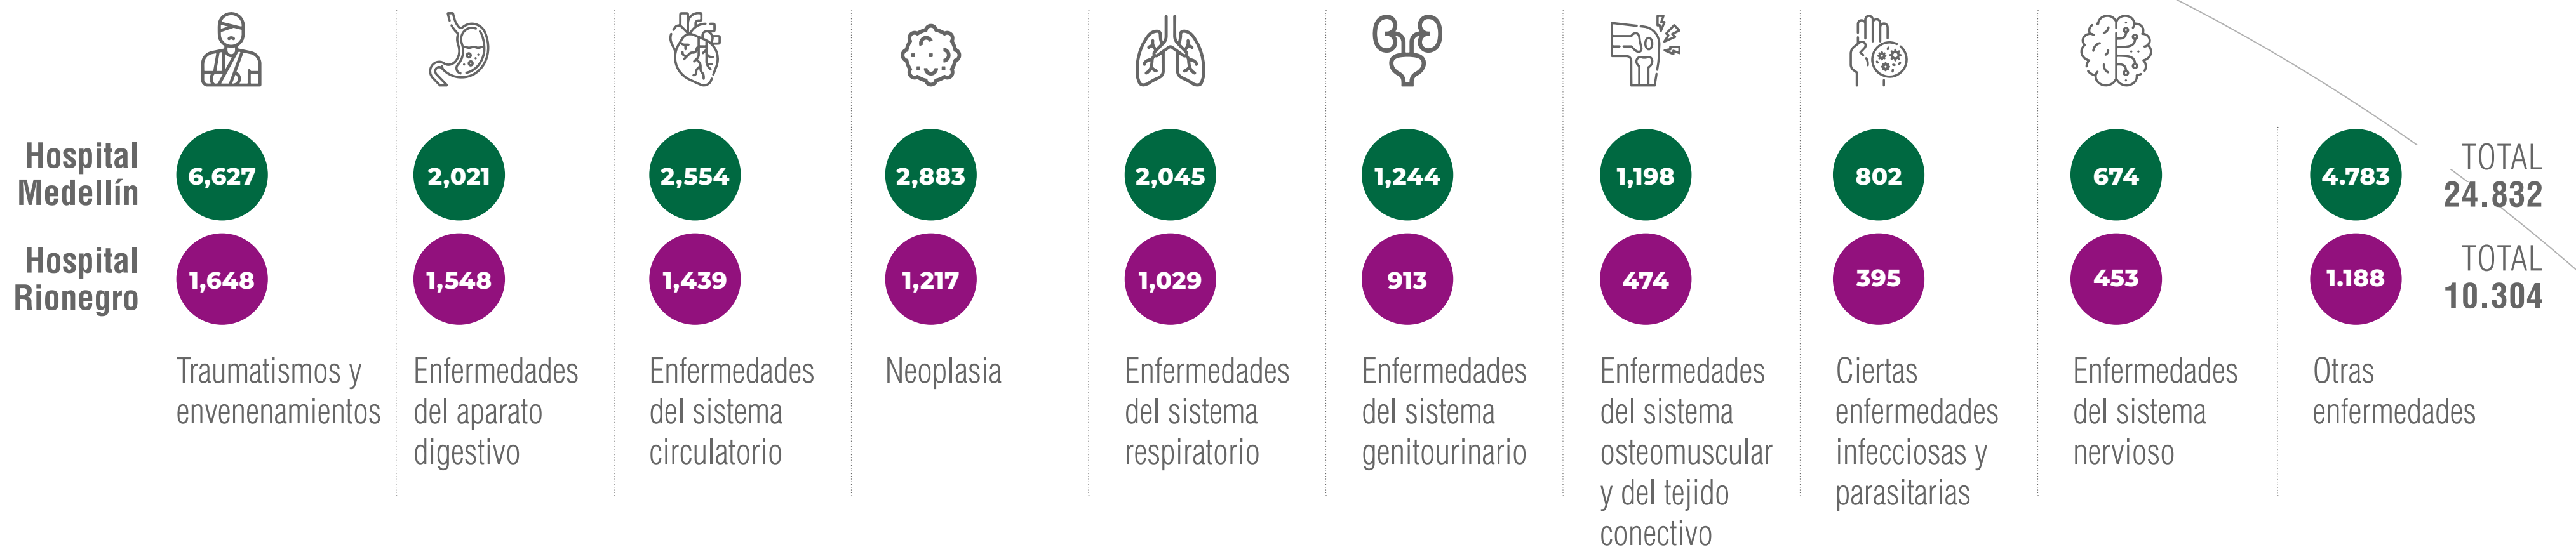 Hospital
Medellín
6,627
2,021
2,554
2,883
2,045
1,244
1,198
802
674
4.783
TOTAL
24.832
Hospital
Rionegro
1,648
1,548
1,439
1,217
1,029
913
474
395
453
1.188
TOTAL
10.304
Traumatismos y
envenenamientos
Enfermedades
del aparato
digestivo
Enfermedades
del sistema
circulatorio
Neoplasia
Enfermedades
del sistema
respiratorio
Enfermedades
del sistema
genitourinario
Enfermedades
del sistema
osteomuscular
y del tejido
conectivo
Ciertas
enfermedades
infecciosas y
parasitarias
Enfermedades
del sistema
nervioso
Otras
enfermedades